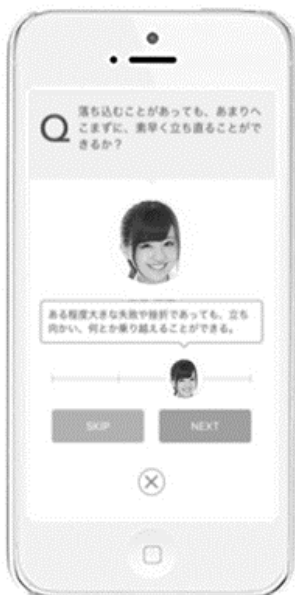 Q
落ち込むことがあっても、あまりへ
こまずに、素早く立ち直ることがで
きるか？
ある程度大きな失敗や挫折であっても、立ち
向かい、何とか乗り越えることができる。
SKIP
NEXT